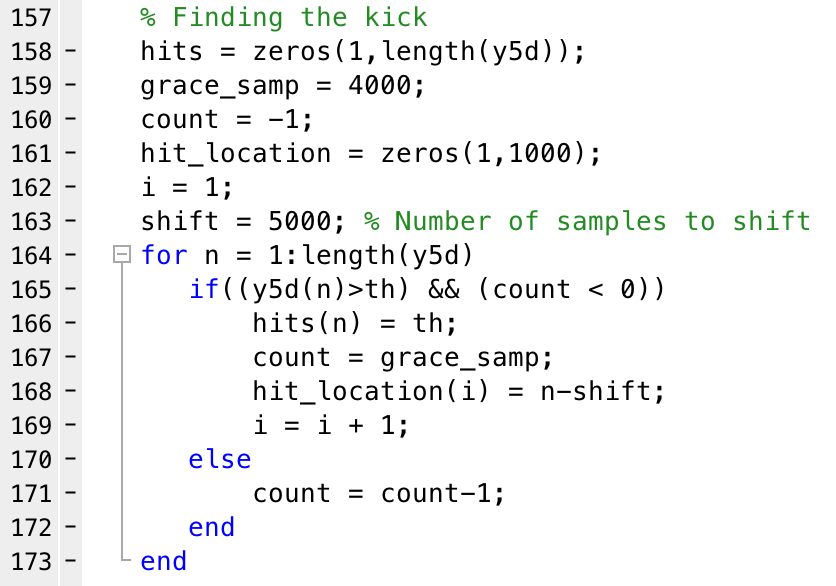 157 % Finding the kick
158 - hits = zeros(1,length(y5d));
159 - grace_samp = 4000;
160 - count = -1;
161 - hit_location = zeros(1,1000);
162 - i = 1;
163 - shift = 5000; % Number of samples to shift
164 - for n = 1:length(y5d)
165 - if((y5d(n)>th) && (count < 0))
166 - hits(n) = th;
167 - count = grace_samp;
168 - hit_location(i) = n-shift;
169 - i = i + 1;
170 - else
171 - count = count-1;
172 - end
173 - end